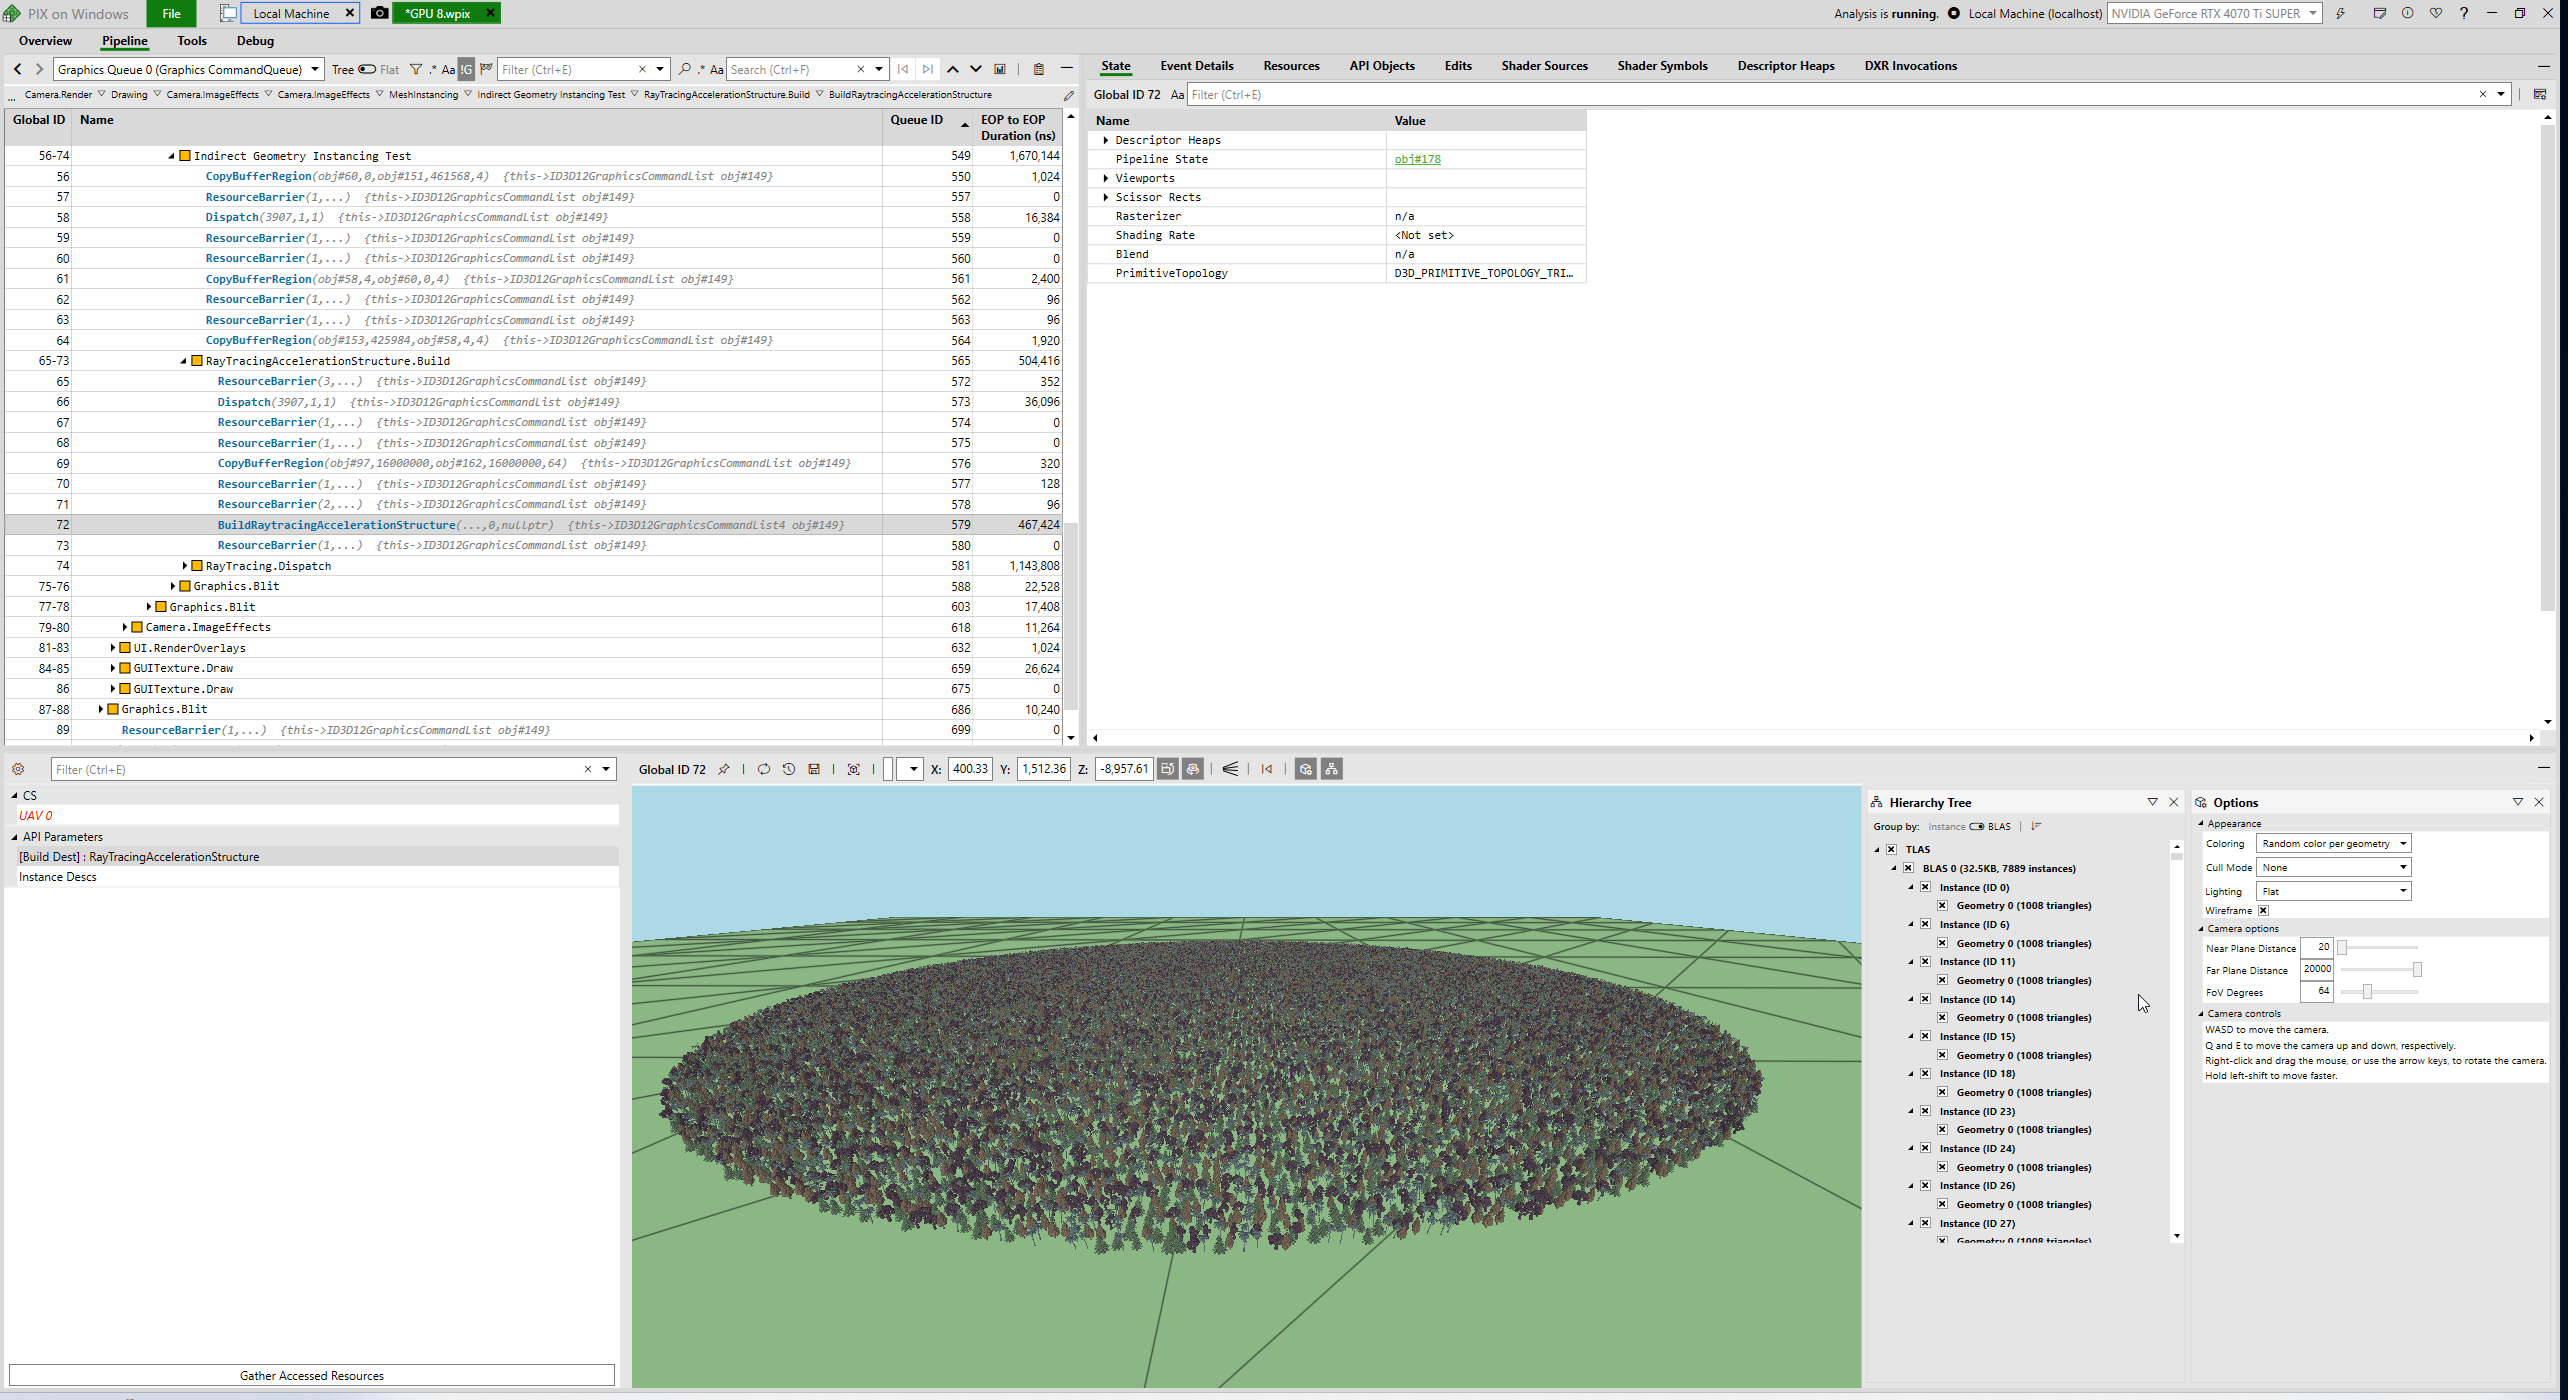 PIX on Windows
File
Local Machine
*GPU 8.wpix
Analysis is running.
Local Machine (localhost)
NVIDIA GeForce RTX 4070 Ti SUPER
Overview Pipeline Tools Debug
Graphics Queue 0 (Graphics CommandQueue) Tree Flat .* Aa !G Filter (Ctrl+E) .* Aa Search (Ctrl+F)
... Camera.Render Drawing Camera.ImageEffects Camera.ImageEffects MeshInstancing Indirect Geometry Instancing Test RayTracingAccelerationStructure.Build BuildRaytracingAccelerationStructure
Global ID Name Queue ID EOP to EOP Duration (ns)
56-74 Indirect Geometry Instancing Test 549 1,670,144
56 CopyBufferRegion(obj#60,0,obj#151,461568,4) {this->ID3D12GraphicsCommandList obj#149} 550 1,024
57 ResourceBarrier(1,...) {this->ID3D12GraphicsCommandList obj#149} 557 0
58 Dispatch(3907,1,1) {this->ID3D12GraphicsCommandList obj#149} 558 16,384
59 ResourceBarrier(1,...) {this->ID3D12GraphicsCommandList obj#149} 559 0
60 ResourceBarrier(1,...) {this->ID3D12GraphicsCommandList obj#149} 560 0
61 CopyBufferRegion(obj#58,4,obj#60,0,4) {this->ID3D12GraphicsCommandList obj#149} 561 2,400
62 ResourceBarrier(1,...) {this->ID3D12GraphicsCommandList obj#149} 562 96
63 ResourceBarrier(1,...) {this->ID3D12GraphicsCommandList obj#149} 563 96
64 CopyBufferRegion(obj#153,425984,obj#58,4,4) {this->ID3D12GraphicsCommandList obj#149} 564 1,920
65-73 RayTracingAccelerationStructure.Build 565 504,416
65 ResourceBarrier(3,...) {this->ID3D12GraphicsCommandList obj#149} 572 352
66 Dispatch(3907,1,1) {this->ID3D12GraphicsCommandList obj#149} 573 36,096
67 ResourceBarrier(1,...) {this->ID3D12GraphicsCommandList obj#149} 574 0
68 ResourceBarrier(1,...) {this->ID3D12GraphicsCommandList obj#149} 575 0
69 CopyBufferRegion(obj#97,16000000,obj#162,16000000,64) {this->ID3D12GraphicsCommandList obj#149} 576 320
70 ResourceBarrier(1,...) {this->ID3D12GraphicsCommandList obj#149} 577 128
71 ResourceBarrier(2,...) {this->ID3D12GraphicsCommandList obj#149} 578 96
72 BuildRaytracingAccelerationStructure(...,0,nullptr) {this->ID3D12GraphicsCommandList4 obj#149} 579 467,424
73 ResourceBarrier(1,...) {this->ID3D12GraphicsCommandList obj#149} 580 0
74 RayTracing.Dispatch 581 1,143,808
75-76 Graphics.Blit 588 22,528
77-78 Graphics.Blit 603 17,408
79-80 Camera.ImageEffects 618 11,264
81-83 UI.RenderOverlays 632 1,024
84-85 GUITexture.Draw 659 26,624
86 GUITexture.Draw 675 0
87-88 Graphics.Blit 686 10,240
89 ResourceBarrier(1,...) {this->ID3D12GraphicsCommandList obj#149} 699 0
State Event Details Resources API Objects Edits Shader Sources Shader Symbols Descriptor Heaps DXR Invocations
Global ID 72 Aa Filter (Ctrl+E)
Name Value
Descriptor Heaps
Pipeline State obj#178
Viewports
Scissor Rects
Rasterizer n/a
Shading Rate <Not set>
Blend n/a
PrimitiveTopology D3D_PRIMITIVE_TOPOLOGY_TRI...
Filter (Ctrl+E)
CS
UAV 0
API Parameters
[Build Dest] : RayTracingAccelerationStructure
Instance Descs
Gather Accessed Resources
Global ID 72 X: 400.33 Y: 1,512.36 Z: -8,957.61
Hierarchy Tree
Group by: Instance BLAS
TLAS
BLAS 0 (32.5KB, 7889 instances)
Instance (ID 0)
Geometry 0 (1008 triangles)
Instance (ID 6)
Geometry 0 (1008 triangles)
Instance (ID 11)
Geometry 0 (1008 triangles)
Instance (ID 14)
Geometry 0 (1008 triangles)
Instance (ID 15)
Geometry 0 (1008 triangles)
Instance (ID 18)
Geometry 0 (1008 triangles)
Instance (ID 23)
Geometry 0 (1008 triangles)
Instance (ID 24)
Geometry 0 (1008 triangles)
Instance (ID 26)
Geometry 0 (1008 triangles)
Instance (ID 27)
Geometry 0 (1008 triangles)
Options
Appearance
Coloring Random color per geometry
Cull Mode None
Lighting Flat
Wireframe
Camera options
Near Plane Distance 20
Far Plane Distance 20000
FoV Degrees 64
Camera controls
WASD to move the camera.
Q and E to move the camera up and down, respectively.
Right-click and drag the mouse, or use the arrow keys, to rotate the camera.
Hold left-shift to move faster.